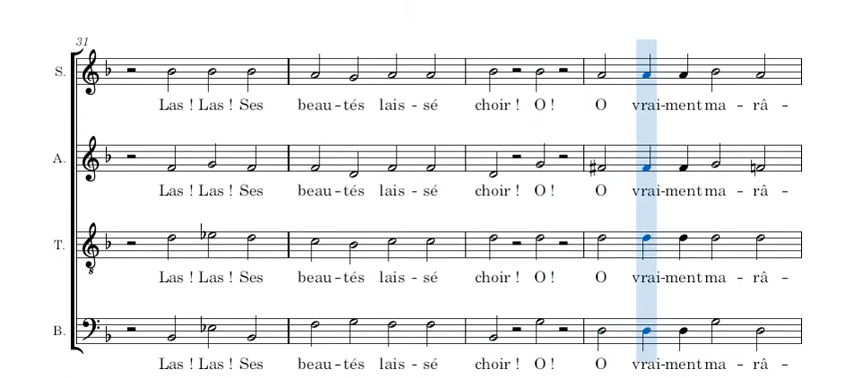 31
S.
Las ! Las ! Ses beau - tés lais - sé choir ! O ! O vrai-ment ma - râ -
A.
Las ! Las ! Ses beau - tés lais - sé choir ! O ! O vrai-ment ma - râ -
T.
8
Las ! Las ! Ses beau - tés lais - sé choir ! O ! O vrai-ment ma - râ -
B.
Las ! Las ! Ses beau - tés lais - sé choir ! O ! O vrai-ment ma - râ -